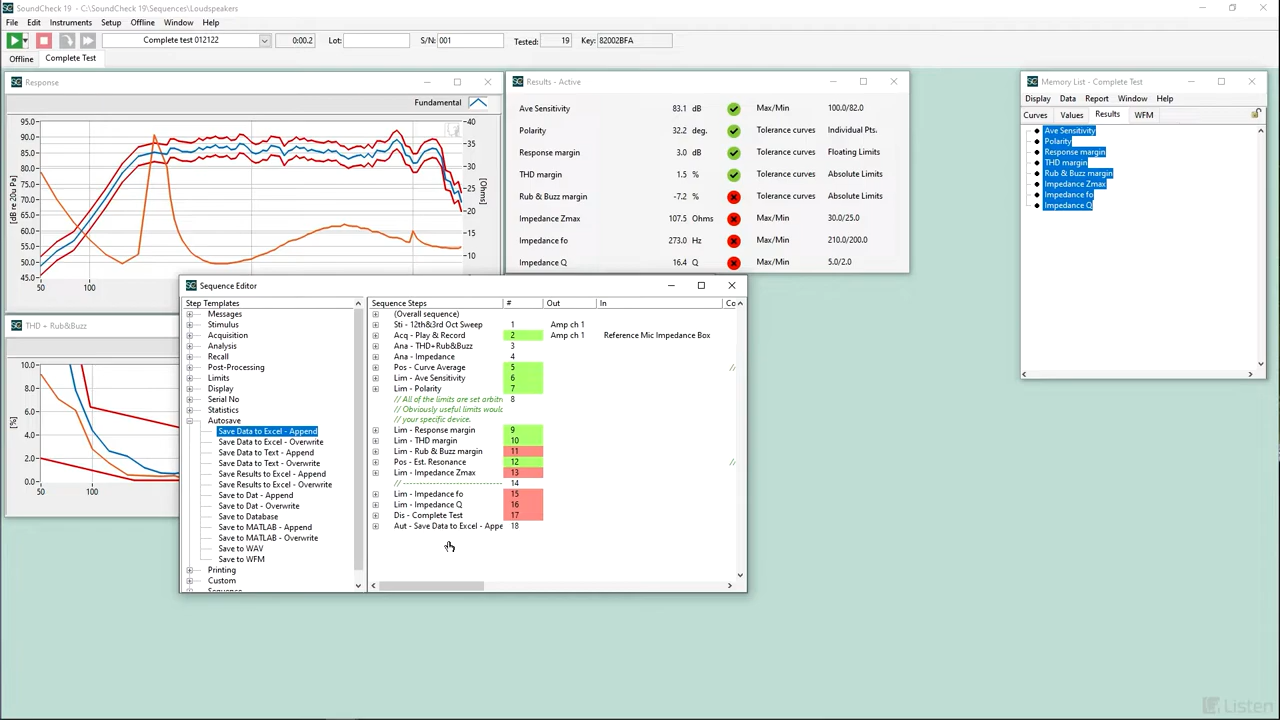 SoundCheck 19 - C:\SoundCheck 19\Sequences\Loudspeakers
File Edit Instruments Setup Offline Window Help
Complete test 012122 0:00.2 Lot: S/N: 001 Tested: 19 Key: 82002BFA
Offline Complete Test
SC Response
Fundamental
95.0
90.0
85.0
80.0
75.0
70.0
65.0
60.0
55.0
50.0
45.0
[dB re 20u Pa]
50 100
40
35
30
25
20
15
10
[Ohms]
SC Results - Active
Ave Sensitivity 83.1 dB Max/Min 100.0/82.0
Polarity 32.2 deg. Tolerance curves Individual Pts.
Response margin 3.0 dB Tolerance curves Floating Limits
THD margin 1.5 % Tolerance curves Absolute Limits
Rub & Buzz margin -7.2 % Tolerance curves Absolute Limits
Impedance Zmax 107.5 Ohms Max/Min 30.0/25.0
Impedance fo 273.0 Hz Max/Min 210.0/200.0
Impedance Q 16.4 Q Max/Min 5.0/2.0
SC Memory List - Complete Test
Display Data Report Window Help
Curves Values Results WFM
Ave Sensitivity
Polarity
Response margin
THD margin
Rub & Buzz margin
Impedance Zmax
Impedance fo
Impedance Q
SC THD + Rub&Buzz
10.0
8.0
6.0
4.0
2.0
0.0
[%]
50 100
SC Sequence Editor
Step Templates
Messages
Stimulus
Acquisition
Analysis
Recall
Post-Processing
Limits
Display
Serial No
Statistics
Autosave
Save Data to Excel - Append
Save Data to Excel - Overwrite
Save Data to Text - Append
Save Data to Text - Overwrite
Save Results to Excel - Append
Save Results to Excel - Overwrite
Save to Dat - Append
Save to Dat - Overwrite
Save to Database
Save to MATLAB - Append
Save to MATLAB - Overwrite
Save to WAV
Save to WFM
Printing
Custom
Sequence Steps # Out In Co
(Overall sequence)
Sti - 12th&3rd Oct Sweep 1 Amp ch 1
Acq - Play & Record 2 Amp ch 1 Reference Mic Impedance Box
Ana - THD+Rub&Buzz 3
Ana - Impedance 4
Pos - Curve Average 5 //
Lim - Ave Sensitivity 6
Lim - Polarity 7
// All of the limits are set arbitra 8
// Obviously useful limits would
// your specific device.
Lim - Response margin 9
Lim - THD margin 10
Lim - Rub & Buzz margin 11
Pos - Est. Resonance 12 //
Lim - Impedance Zmax 13
// ------------------------------ 14
Lim - Impedance fo 15
Lim - Impedance Q 16
Dis - Complete Test 17
Aut - Save Data to Excel - Appe 18
Listen